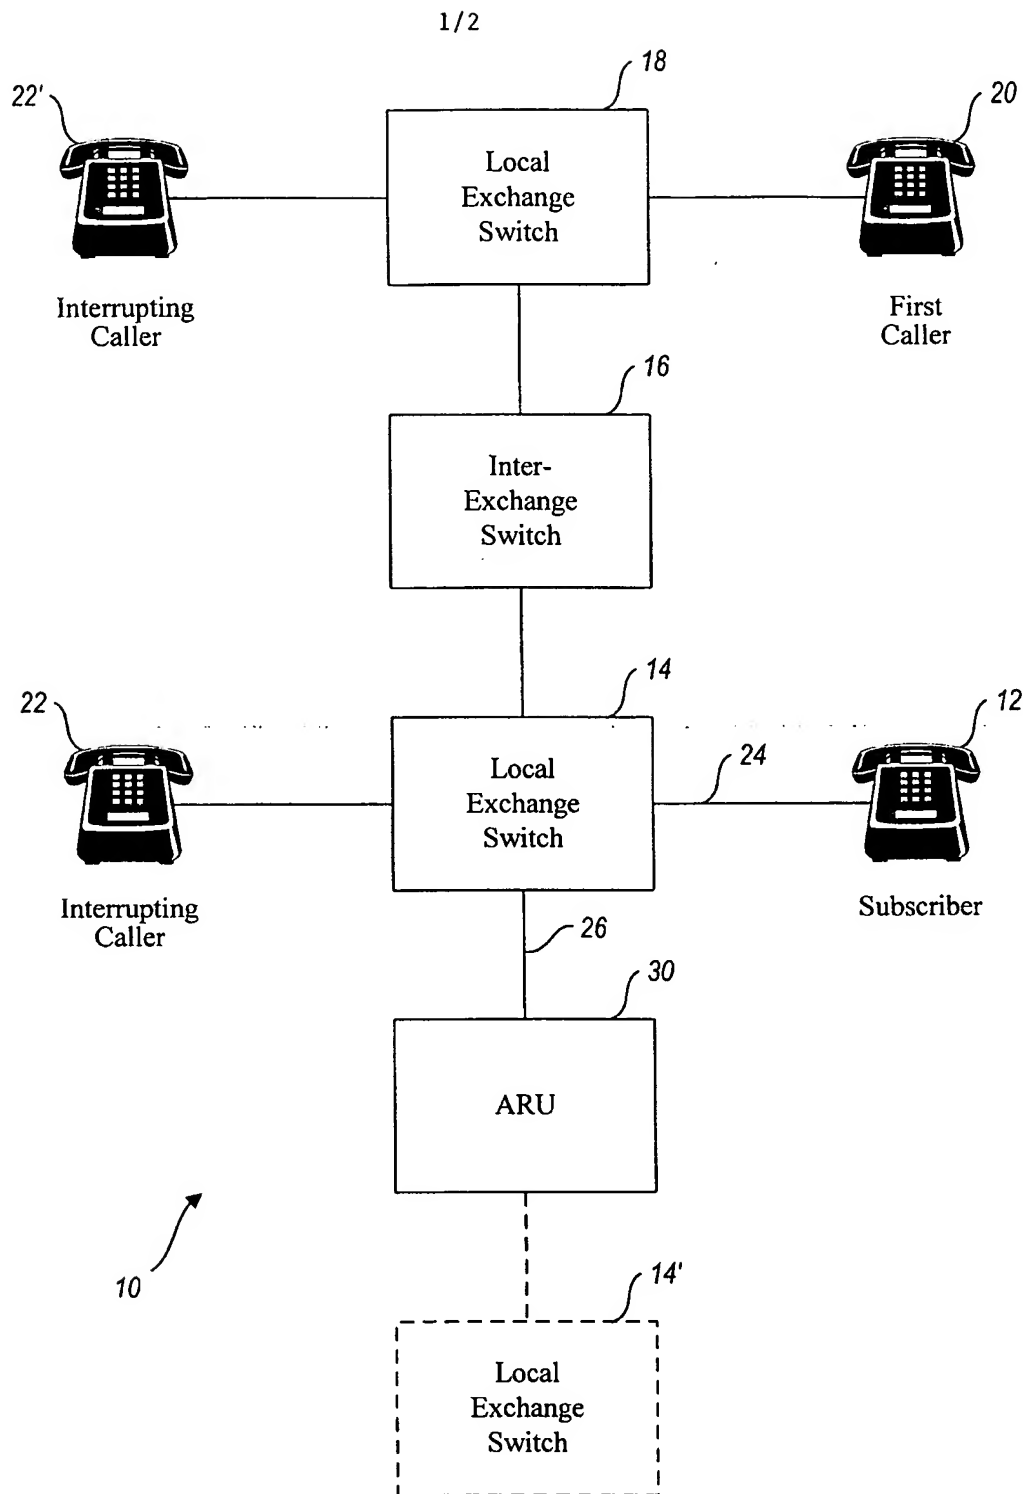 1/2
18
22'
20
Local
Exchange
Switch
Interrupting
Caller
First
Caller
16
Inter-
Exchange
Switch
14
22
12
24
Local
Exchange
Switch
Interrupting
Caller
Subscriber
26
30
ARU
10
14'
Local
Exchange
Switch